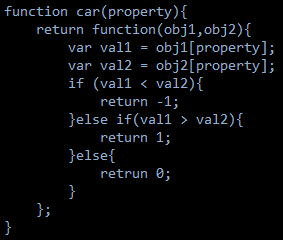 function car(property){
    return function(obj1,obj2){
        var val1 = obj1[property];
        var val2 = obj2[property];
        if (val1 < val2){
            return -1;
        }else if(val1 > val2){
            return 1;
        }else{
            retrun 0;
        }
    };
}